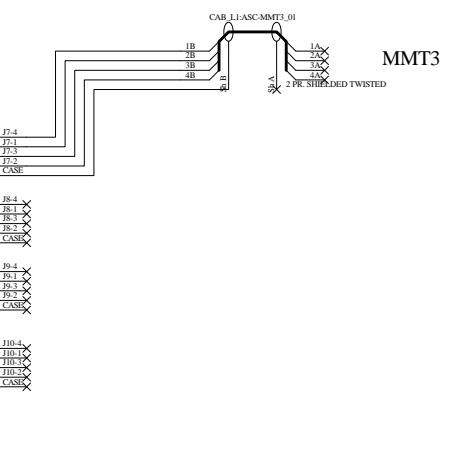 CAB_L1:ASC-MMT3_01
1B
2B
3B
4B
Sh B
Sh A
1A
2A
3A
4A
2 PR. SHIELDED TWISTED
MMT3
J7-4
J7-1
J7-3
J7-2
CASE
J8-4
J8-1
J8-3
J8-2
CASE
J9-4
J9-1
J9-3
J9-2
CASE
J10-4
J10-1
J10-3
J10-2
CASE